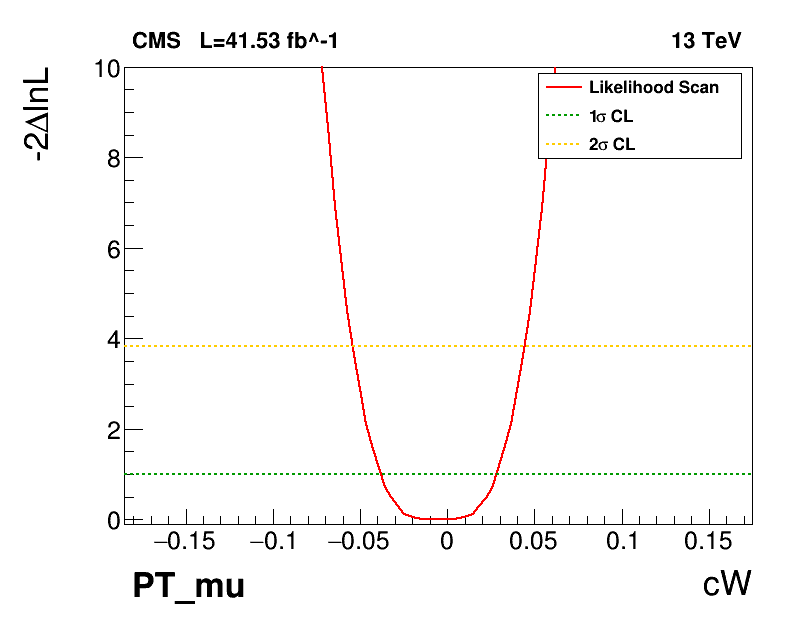 CMS L=41.53 fb^-1 13 TeV
-2ΔlnL
Likelihood Scan
1σ CL
2σ CL
10
8
6
4
2
0
−0.15 −0.1 −0.05 0 0.05 0.1 0.15
PT_mu cW